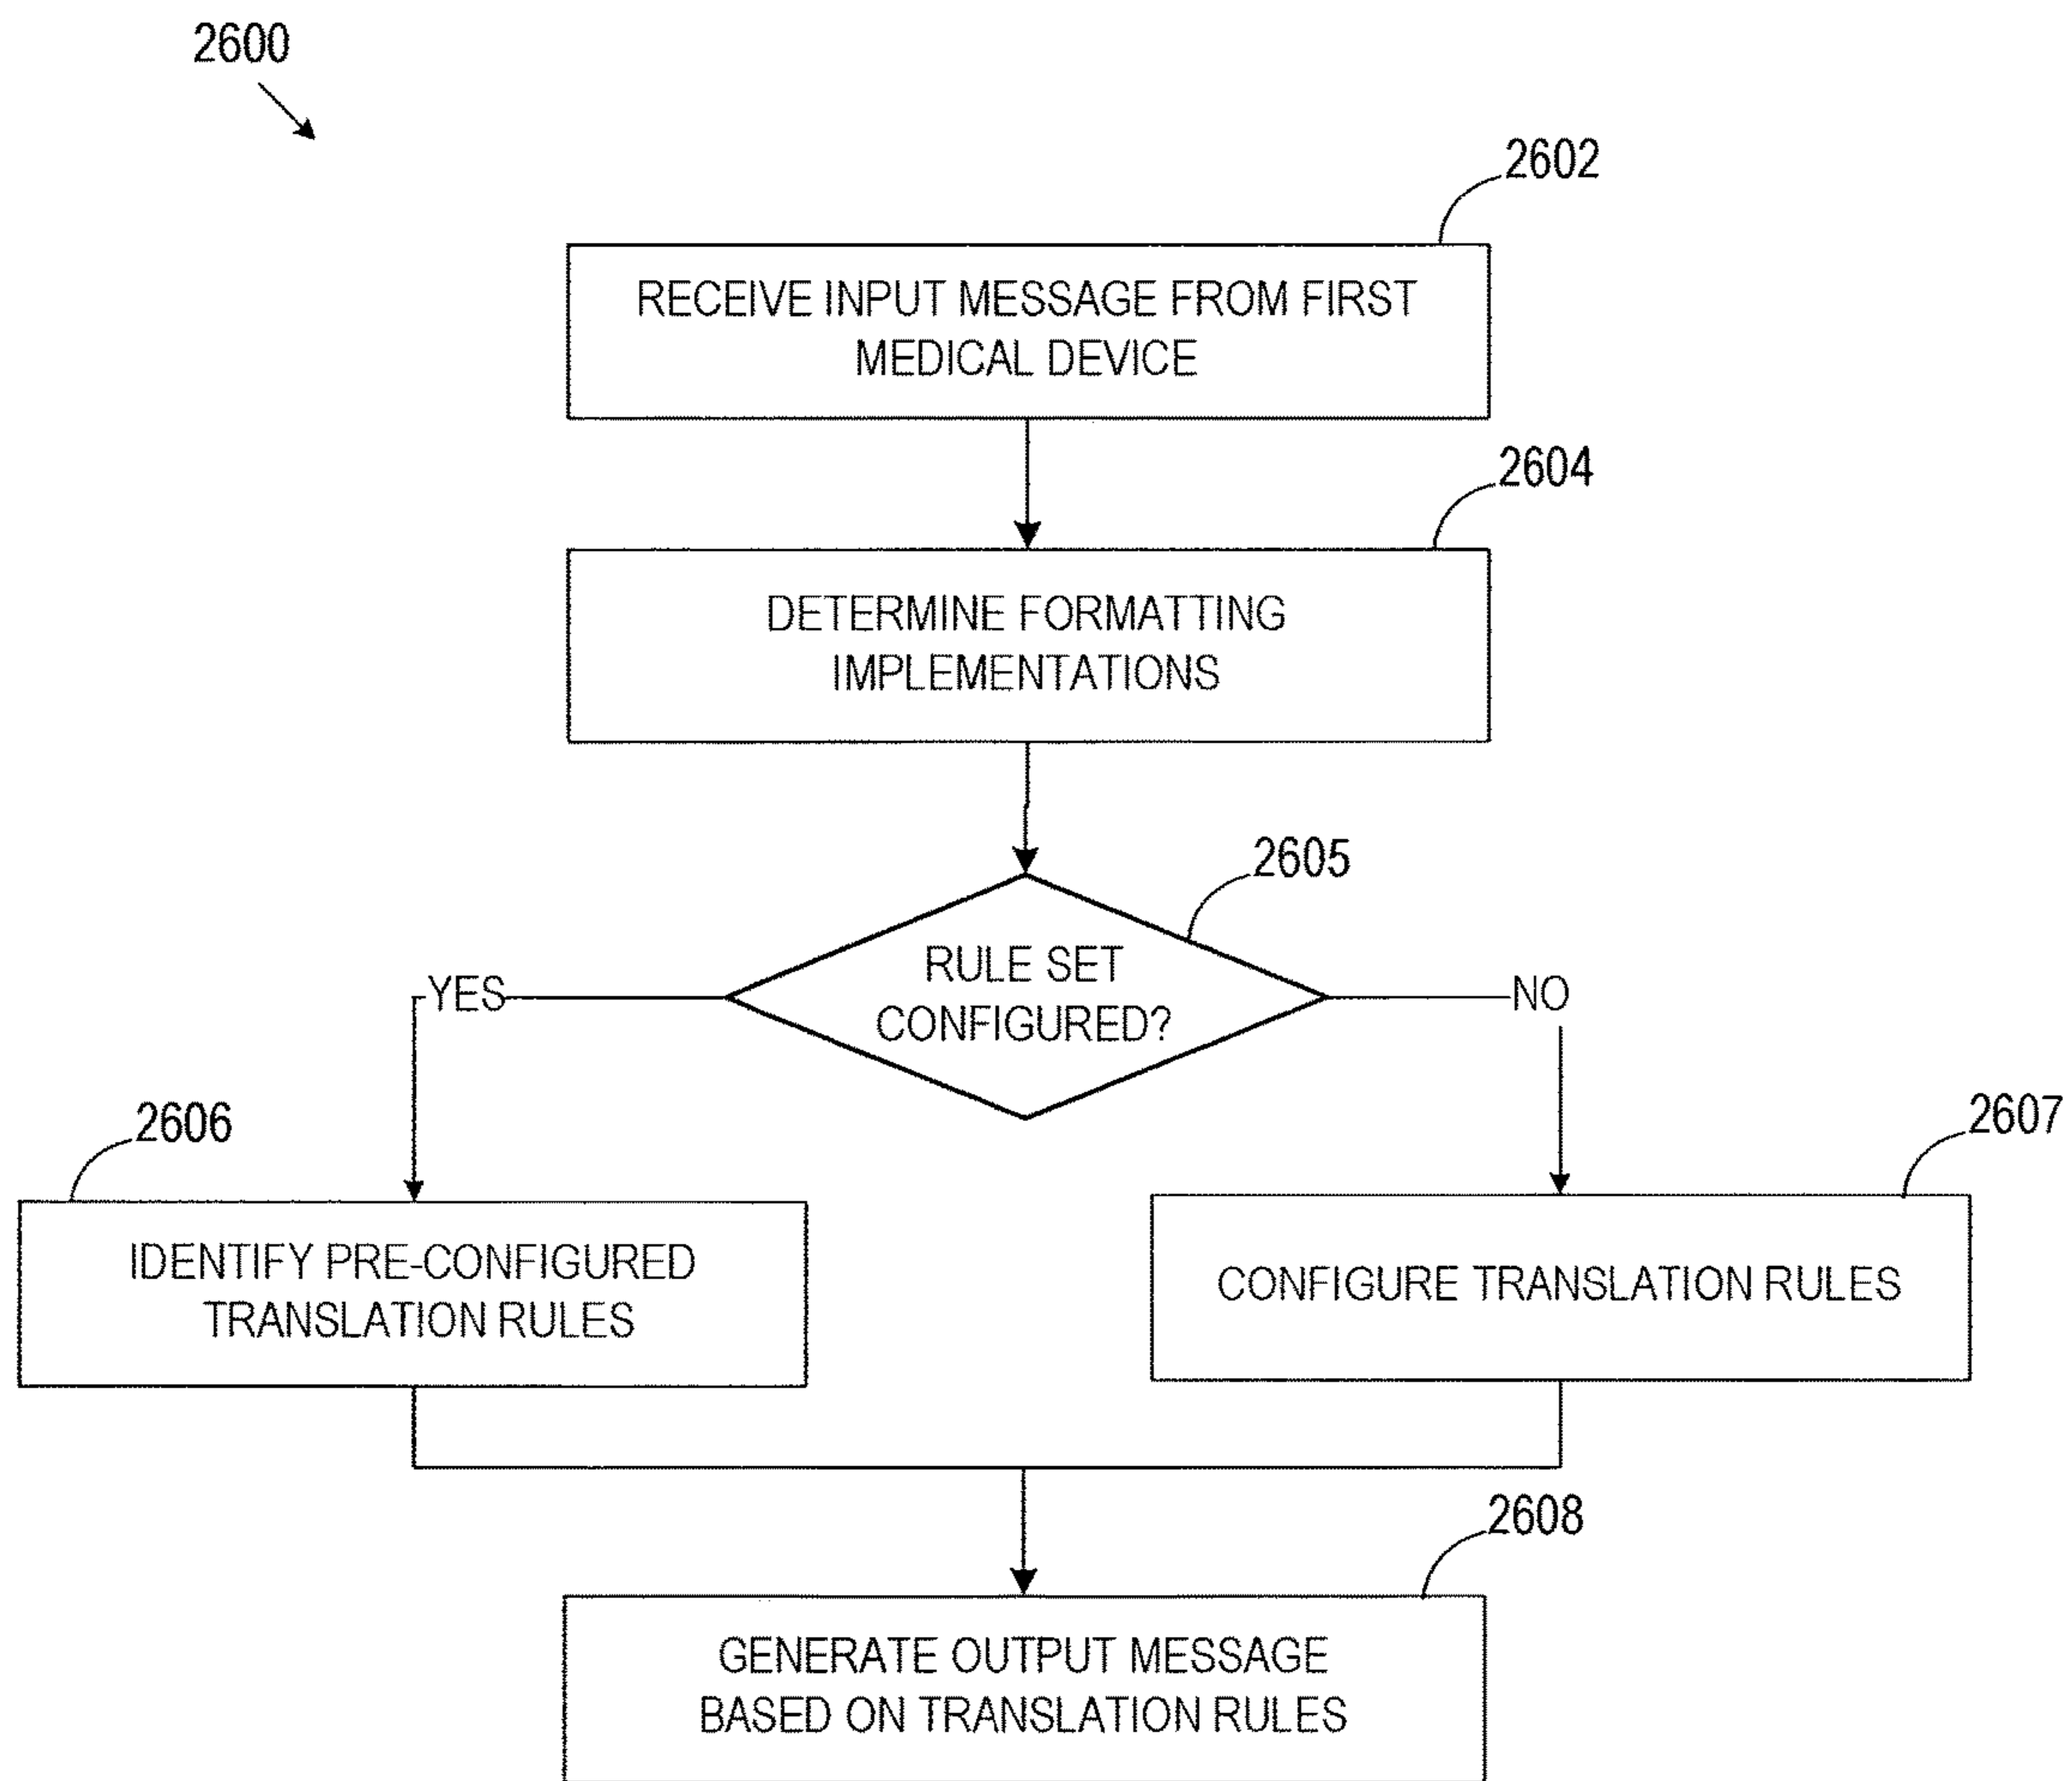 2600
2602
RECEIVE INPUT MESSAGE FROM FIRST
MEDICAL DEVICE
2604
DETERMINE FORMATTING
IMPLEMENTATIONS
2605
RULE SET
CONFIGURED?
YES
NO
2606
IDENTIFY PRE-CONFIGURED
TRANSLATION RULES
2607
CONFIGURE TRANSLATION RULES
2608
GENERATE OUTPUT MESSAGE
BASED ON TRANSLATION RULES